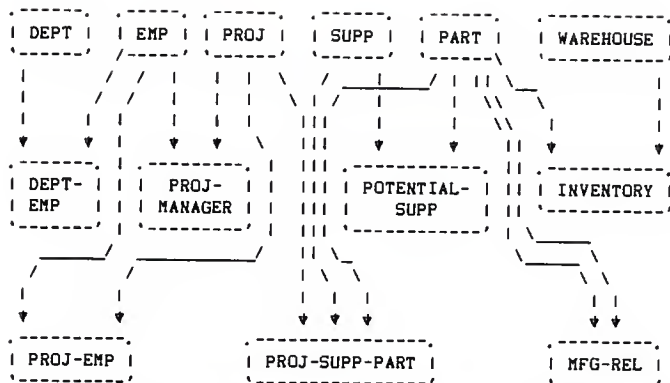 DEPT EMP PROJ SUPP PART WAREHOUSE
DEPT- PROJ- POTENTIAL- INVENTORY
EMP MANAGER SUPP
PROJ-EMP PROJ-SUPP-PART MFG-REL